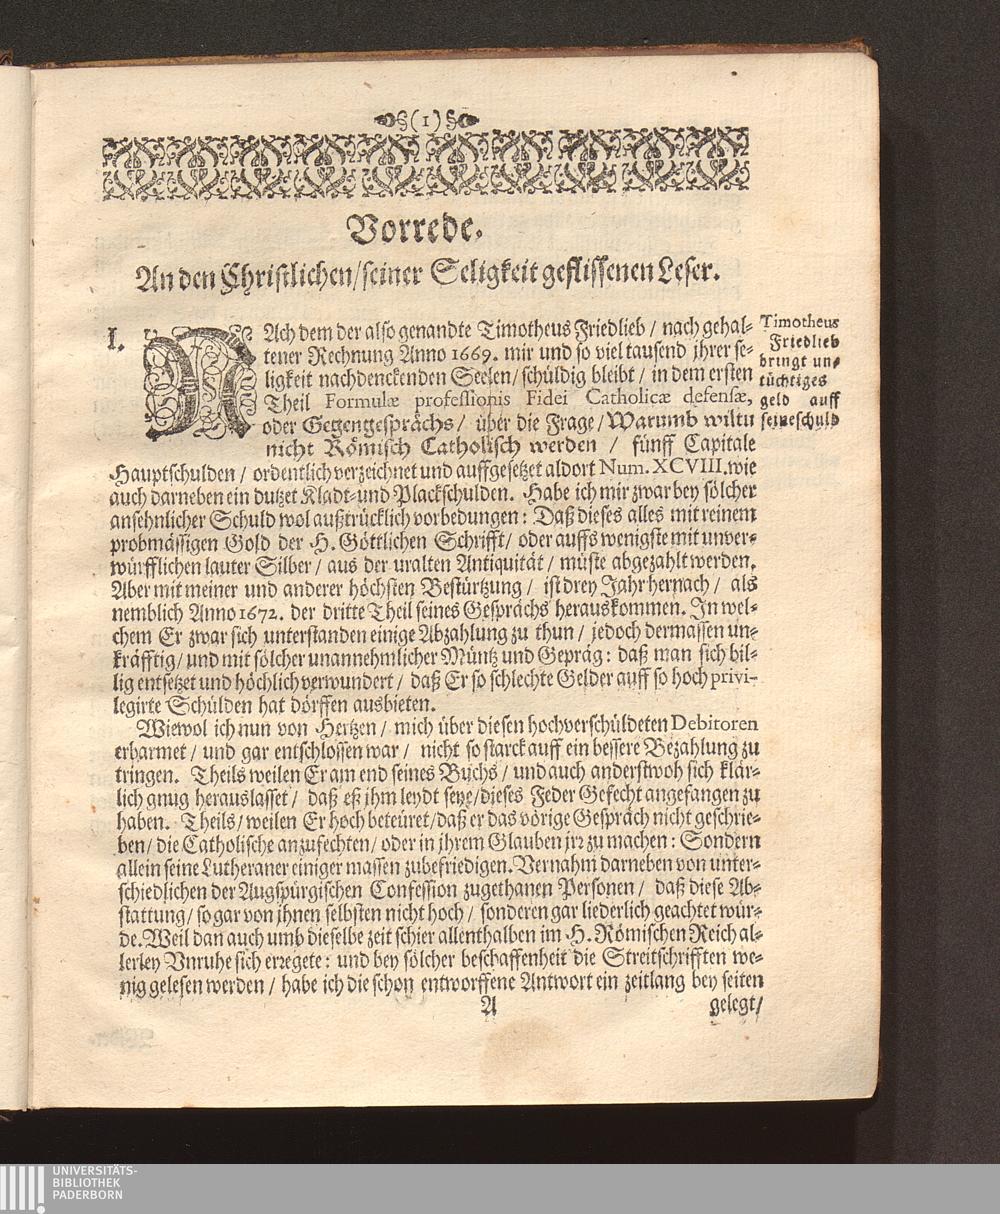 (1)
Vorrede.
An den Christlichen/seiner Seligkeit geflissenen Leser.
I. NAch dem der also genandte Timotheus Friedlieb / nach gehal-
tener Rechnung Anno 1669. mir und so viel tausend jhrer se-
ligkeit nachdenckenden Seelen/schüldig bleibt / in dem ersten
Theil Formulæ professionis Fidei Catholicæ defensæ,
oder Gegengesprächs / über die Frage/Warumb wiltu
nicht Römisch Catholisch werden / fünff Capitale
Timotheus
Friedlieb
bringt un-
tüchtiges
geld auff
seine schuld
Hauptschulden / ordentlich verzeichnet und auffgesetzet aldort Num. XCVIII. wie
auch darneben ein dutzet Kladt-und Plackschulden. Habe ich mir zwar bey sölcher
ansehnlicher Schuld wol außtrücklich vorbedungen: Daß dieses alles mit reinem
probmässigen Gold der H. Göttlichen Schrifft/ oder auffs wenigste mit unver-
würfflichen lauter Silber/ aus der uralten Antiquität / müste abgezahlt werden.
Aber mit meiner und anderer höchsten Bestürtzung / ist drey Jahr hernach / als
nemblich Anno 1672. der dritte Theil seines Gesprächs herauskommen. In wel-
chem Er zwar sich unterstanden einige Abzahlung zu thun / jedoch dermassen un-
kräfftig/und mit sölcher unannehmlicher Müntz und Gepräg: daß man sich bil-
lig entsetzet und höchlich verwundert / daß Er so schlechte Gelder auff so hoch privi-
legirte Schülden hat dörffen ausbieten.
Wiewol ich nun von Hertzen / mich über diesen hochverschüldeten Debitoren
erbarmet / und gar entschlossen war / nicht so starck auff ein bessere Bezahlung zu
tringen. Theils weilen Er am end seines Buchs / und auch anderstwoh sich klär-
lich gnug herauslasset / daß eß jhm leydt seye/dieses Feder Gefecht angefangen zu
haben. Theils/weilen Er hoch beteüret/daß er das vörige Gespräch nicht geschrie-
ben/ die Catholische anzufechten/ oder in jhrem Glauben jrr zu machen: Sondern
allein seine Lutheraner einiger massen zubefriedigen. Vernahm darneben von unter-
schiedlichen der Augspürgischen Confession zugethanen Personen / daß diese Ab-
stattung/ so gar von jhnen selbsten nicht hoch / sonderen gar liederlich geachtet wür-
de. Weil dan auch umb dieselbe zeit schier allenthalben im H. Römischen Reich al-
lerley Vnruhe sich erzegete: und bey sölcher beschaffenheit die Streitschrifften we-
nig gelesen werden / habe ich die schon entworffene Antwort ein zeitlang bey seiten
A gelegt/
UNIVERSITÄTS-
BIBLIOTHEK
PADERBORN